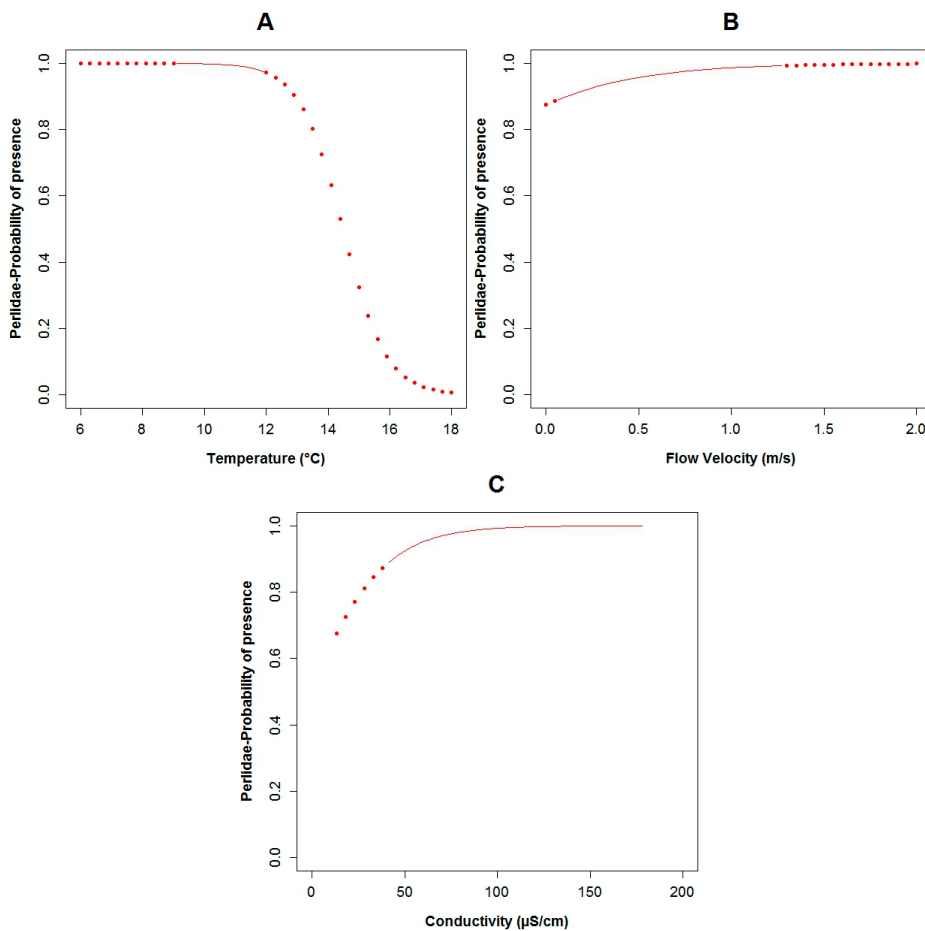 A
Perlidae-Probability of presence
1.0
0.8
0.6
0.4
0.2
0.0
6 8 10 12 14 16 18
Temperature (°C)
B
Perlidae-Probability of presence
1.0
0.8
0.6
0.4
0.2
0.0
0.0 0.5 1.0 1.5 2.0
Flow Velocity (m/s)
C
Perlidae-Probability of presence
1.0
0.8
0.6
0.4
0.2
0.0
0 50 100 150 200
Conductivity (µS/cm)